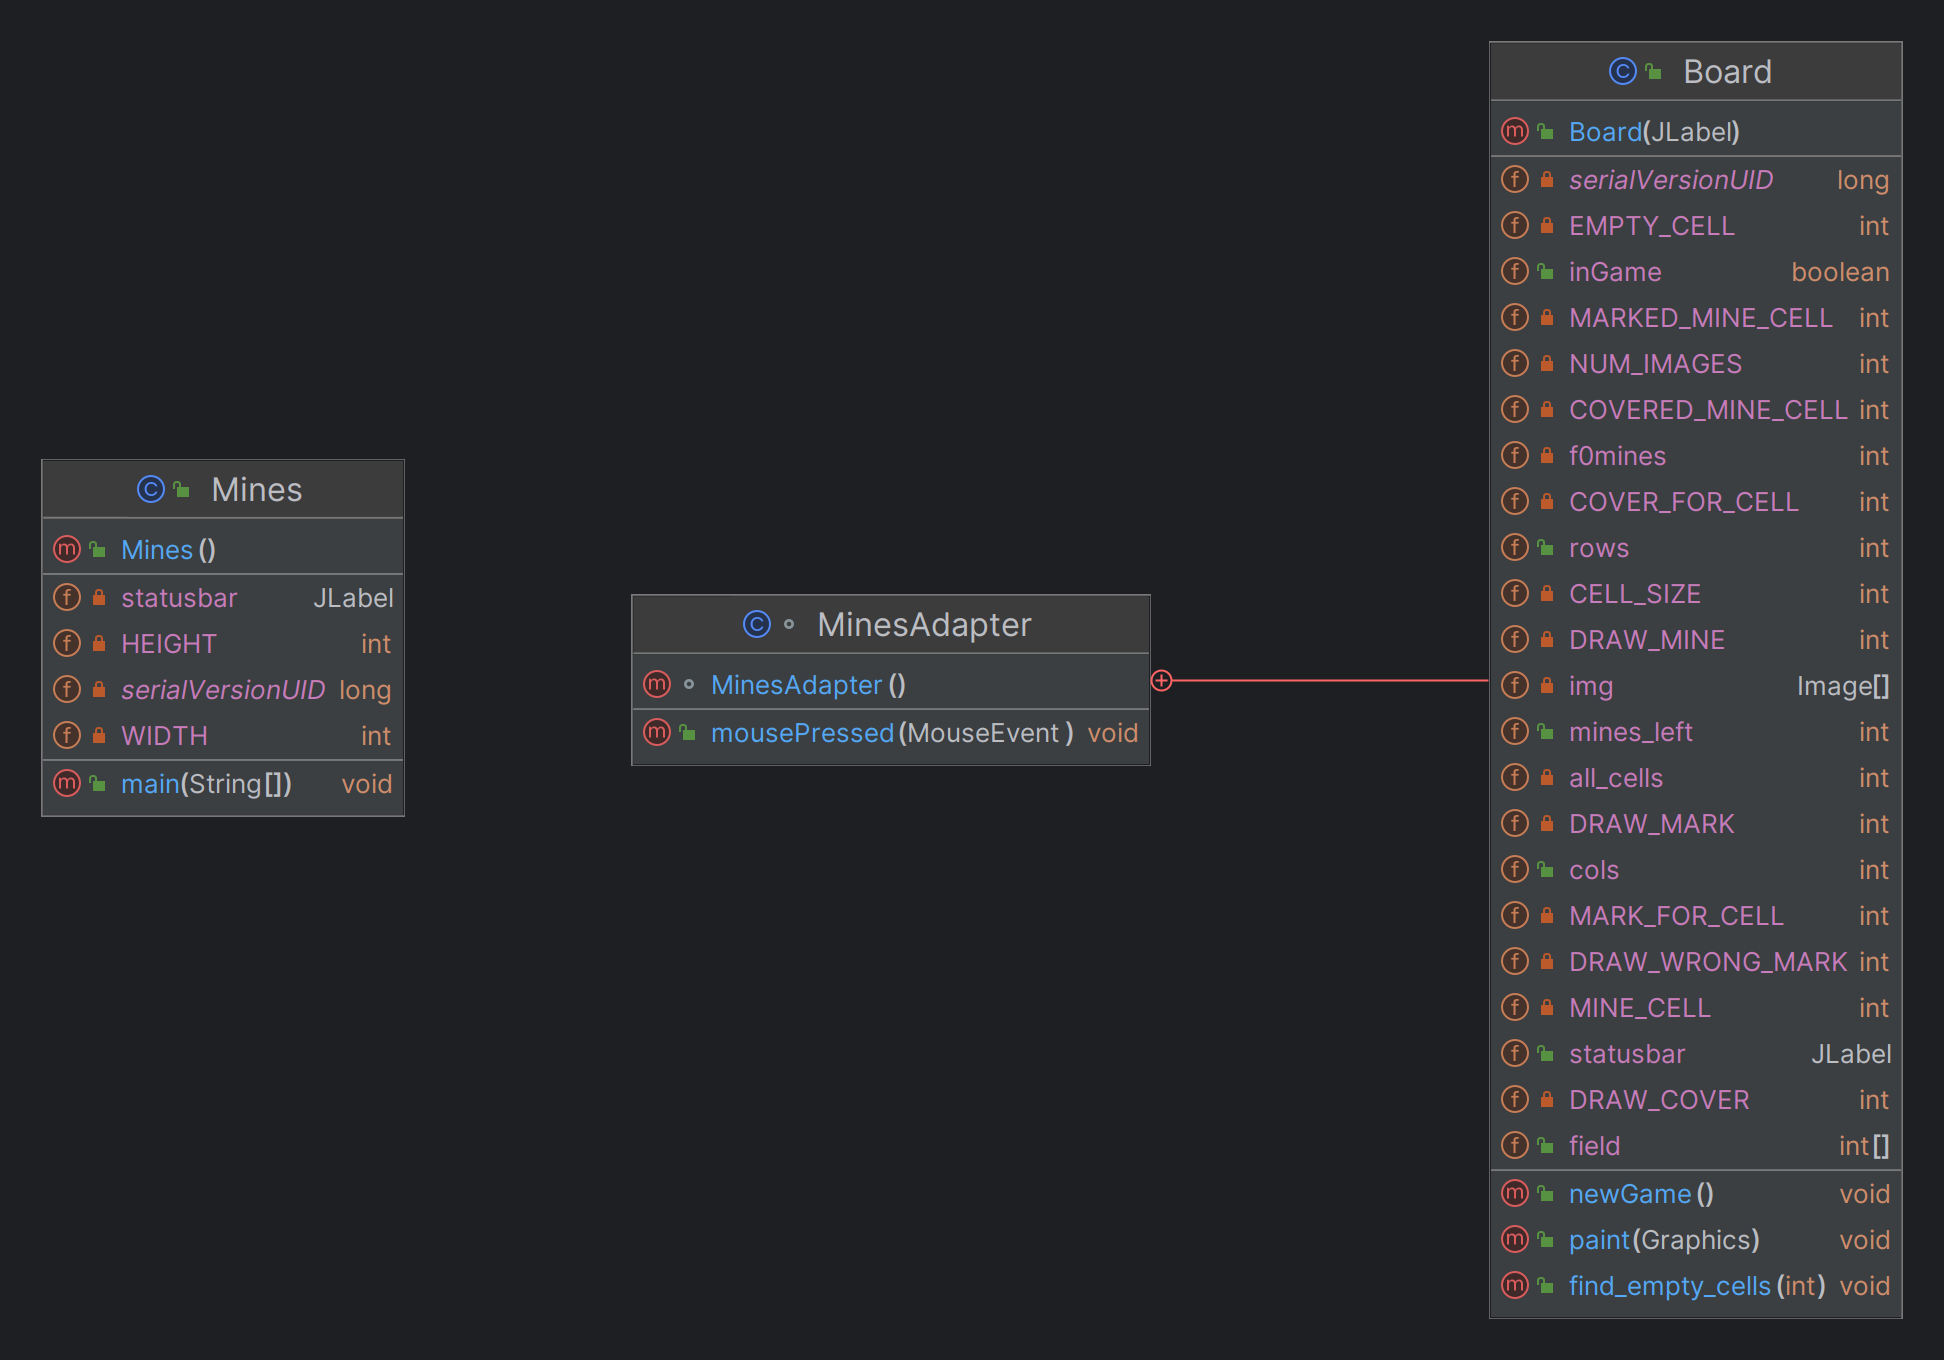 Mines
Mines()
statusbar JLabel
HEIGHT int
serialVersionUID long
WIDTH int
main(String[]) void
MinesAdapter
MinesAdapter()
mousePressed(MouseEvent) void
Board
Board(JLabel)
serialVersionUID long
EMPTY_CELL int
inGame boolean
MARKED_MINE_CELL int
NUM_IMAGES int
COVERED_MINE_CELL int
f0mines int
COVER_FOR_CELL int
rows int
CELL_SIZE int
DRAW_MINE int
img Image[]
mines_left int
all_cells int
DRAW_MARK int
cols int
MARK_FOR_CELL int
DRAW_WRONG_MARK int
MINE_CELL int
statusbar JLabel
DRAW_COVER int
field int[]
newGame() void
paint(Graphics) void
find_empty_cells(int) void